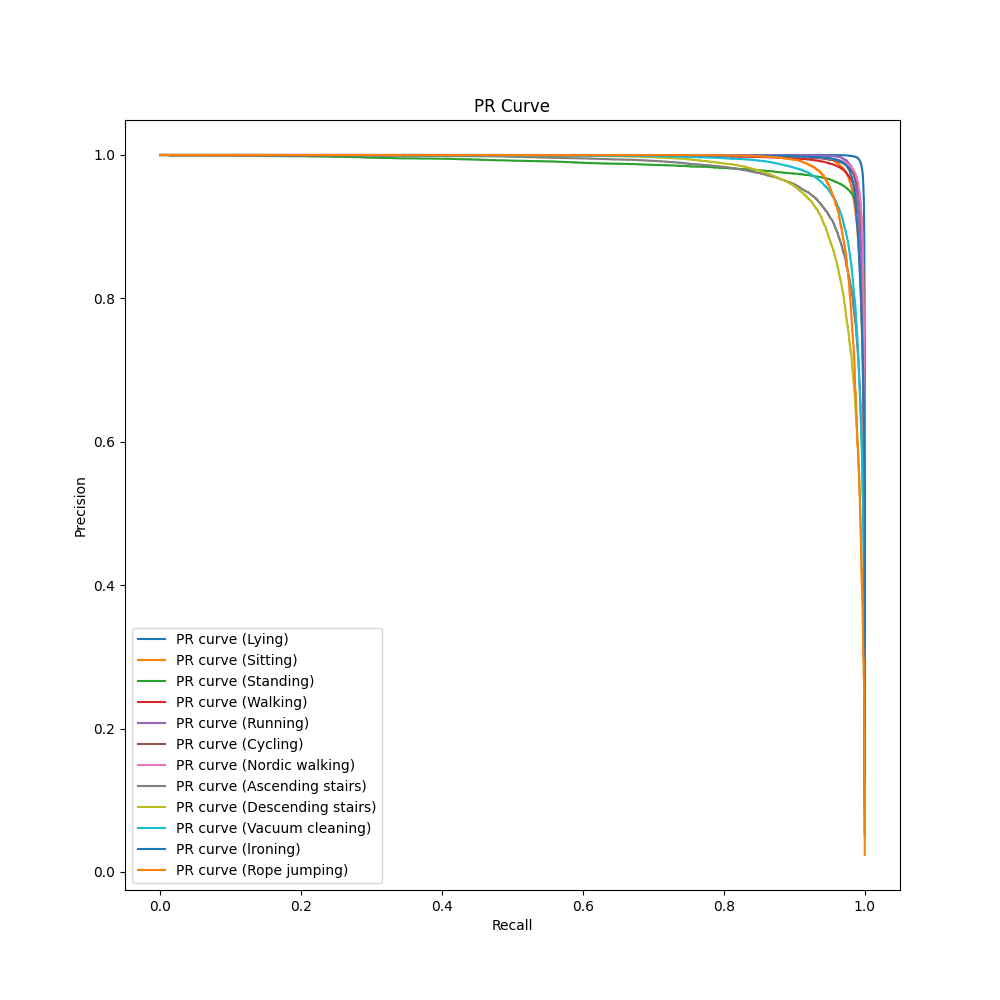 PR Curve
1.0
0.8
0.6
0.4
0.2
0.0
Precision
PR curve (Lying)
PR curve (Sitting)
PR curve (Standing)
PR curve (Walking)
PR curve (Running)
PR curve (Cycling)
PR curve (Nordic walking)
PR curve (Ascending stairs)
PR curve (Descending stairs)
PR curve (Vacuum cleaning)
PR curve (Ironing)
PR curve (Rope jumping)
0.0 0.2 0.4 0.6 0.8 1.0
Recall